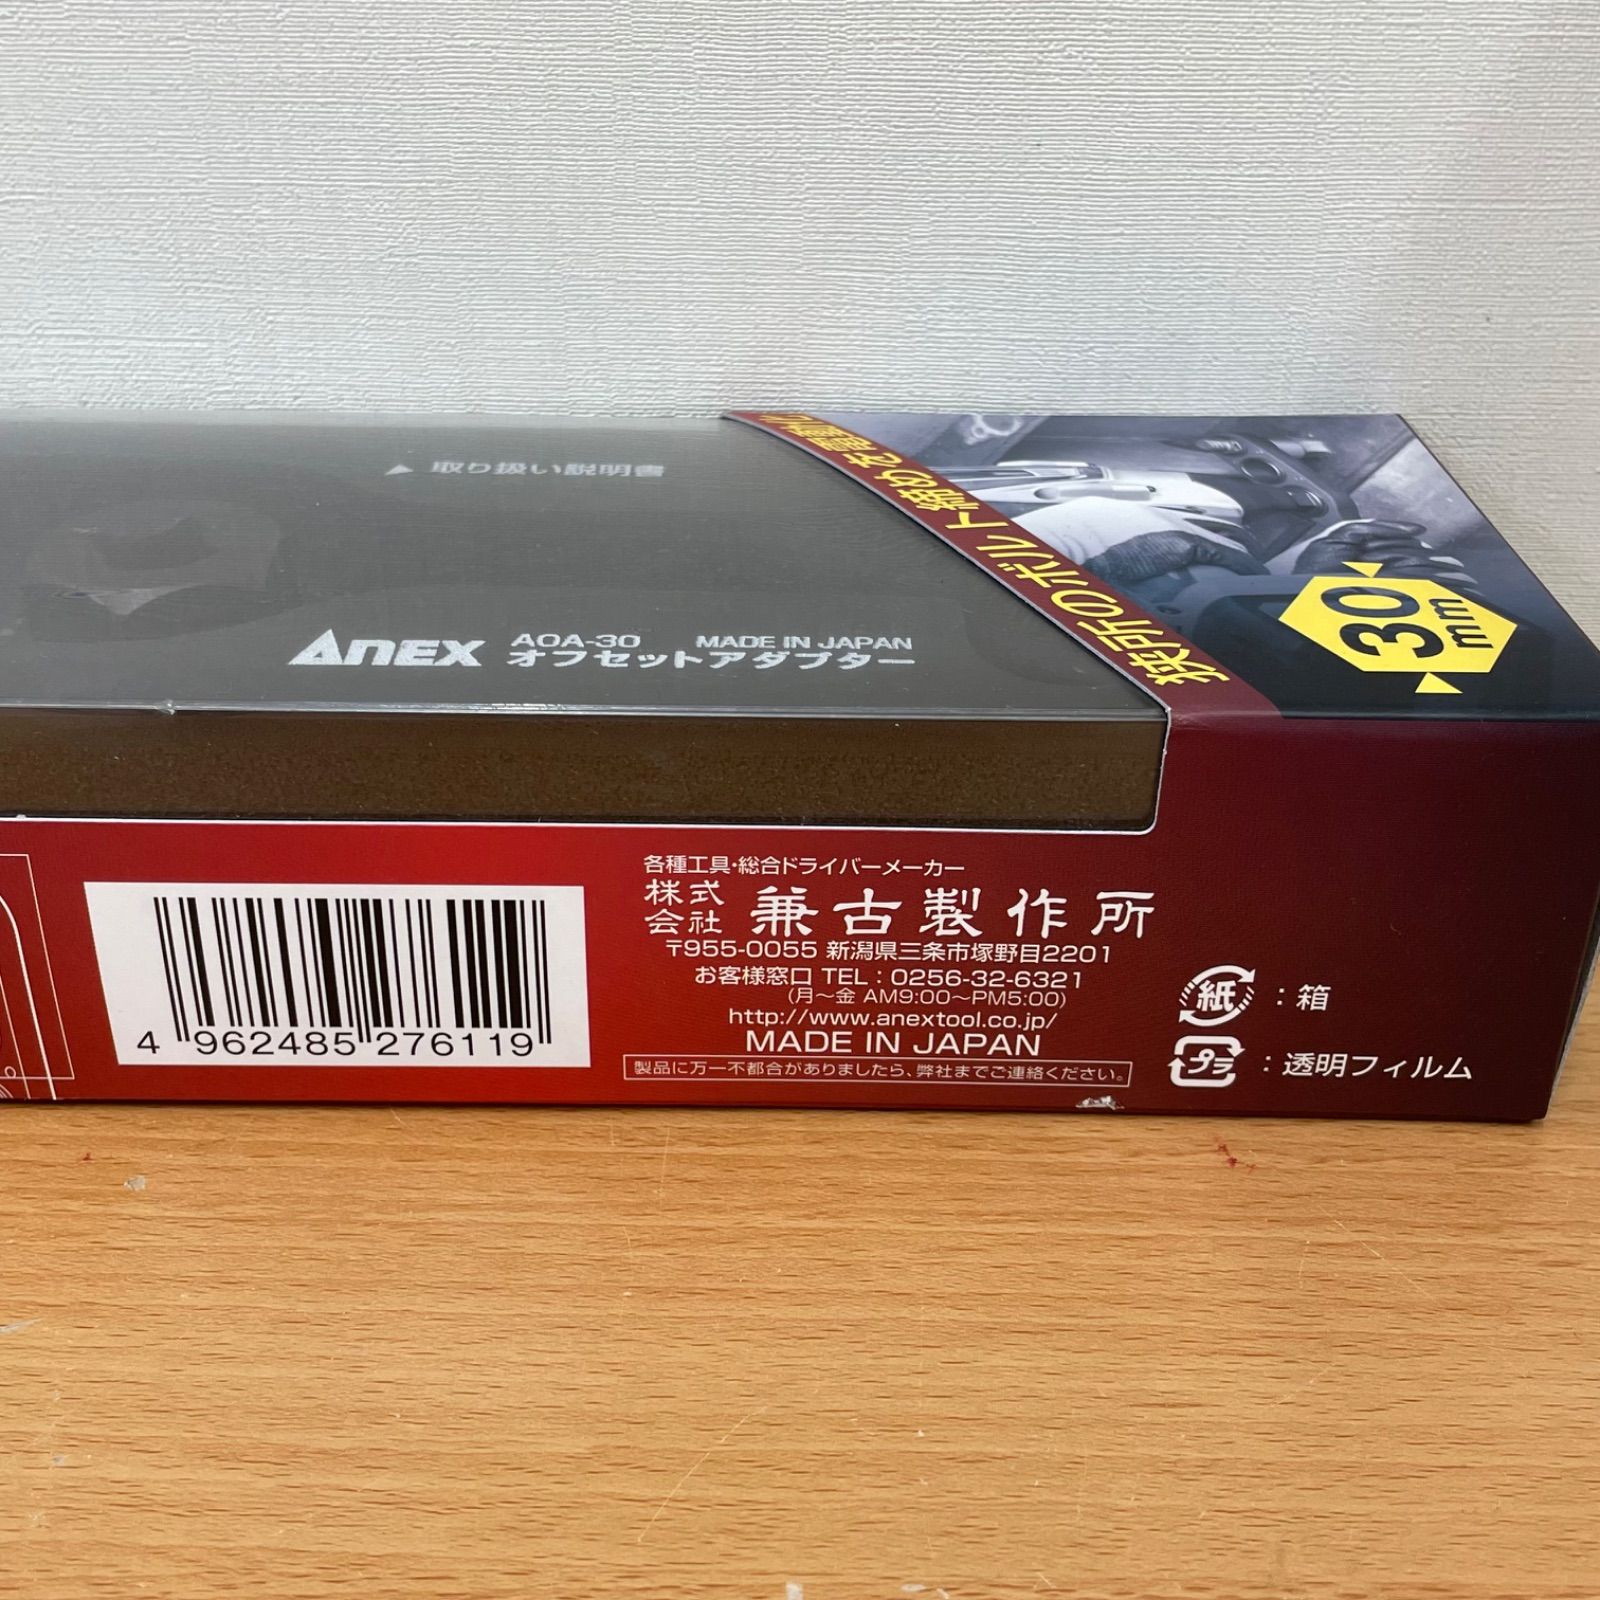 ▲ 取り扱い説明書
狭所のボルト締めを電動化
30
mm
ANEX AOA-30 MADE IN JAPAN
オフセットアダプター
各種工具・総合ドライバーメーカー
株式会社 兼古製作所
〒955-0055 新潟県三条市塚野目2201
お客様窓口 TEL：0256-32-6321
(月～金 AM9:00～PM5:00)
http://www.anextool.co.jp/
MADE IN JAPAN
製品に万一不都合がありましたら、弊社までご連絡ください。
4 962485 276119
紙：箱
プラ：透明フィルム